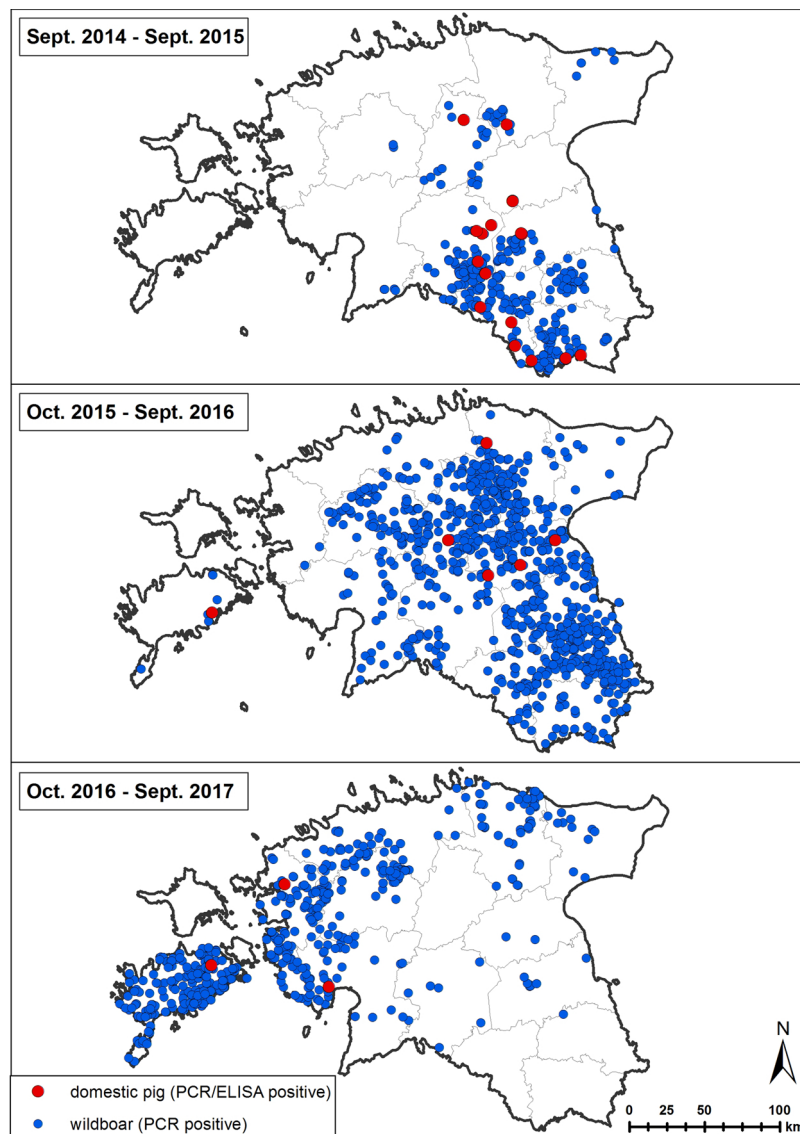 Sept. 2014 - Sept. 2015
Oct. 2015 - Sept. 2016
Oct. 2016 - Sept. 2017
N
domestic pig (PCR/ELISA positive)
wildboar (PCR positive)
0 25 50 100
km